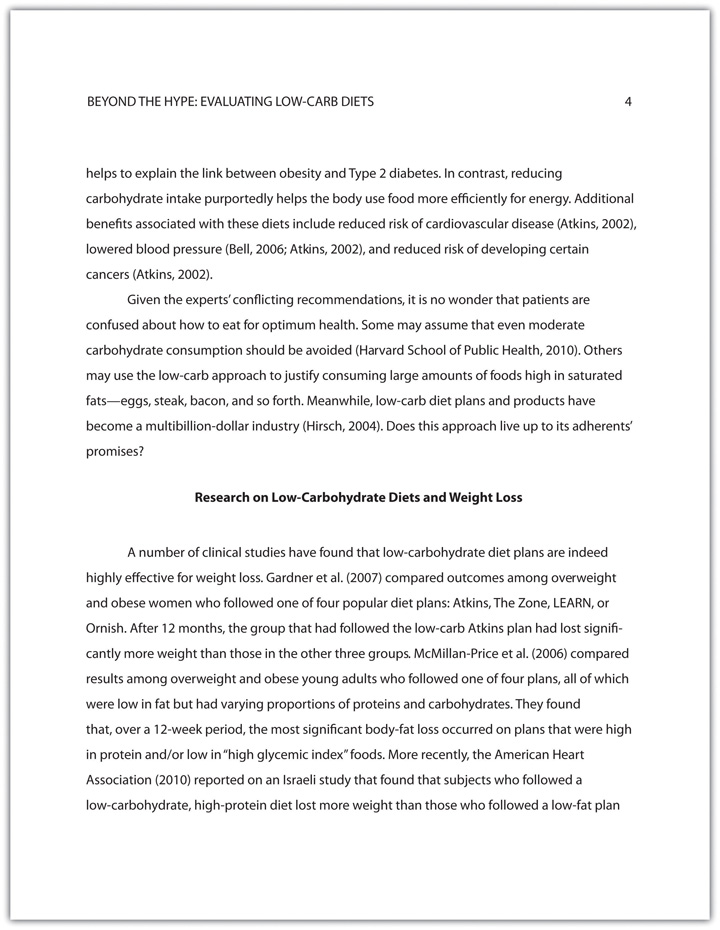 BEYOND THE HYPE: EVALUATING LOW-CARB DIETS 4
helps to explain the link between obesity and Type 2 diabetes. In contrast, reducing
carbohydrate intake purportedly helps the body use food more efficiently for energy. Additional
benefits associated with these diets include reduced risk of cardiovascular disease (Atkins, 2002),
lowered blood pressure (Bell, 2006; Atkins, 2002), and reduced risk of developing certain
cancers (Atkins, 2002).
Given the experts’ conflicting recommendations, it is no wonder that patients are
confused about how to eat for optimum health. Some may assume that even moderate
carbohydrate consumption should be avoided (Harvard School of Public Health, 2010). Others
may use the low-carb approach to justify consuming large amounts of foods high in saturated
fats—eggs, steak, bacon, and so forth. Meanwhile, low-carb diet plans and products have
become a multibillion-dollar industry (Hirsch, 2004). Does this approach live up to its adherents’
promises?
Research on Low-Carbohydrate Diets and Weight Loss
A number of clinical studies have found that low-carbohydrate diet plans are indeed
highly effective for weight loss. Gardner et al. (2007) compared outcomes among overweight
and obese women who followed one of four popular diet plans: Atkins, The Zone, LEARN, or
Ornish. After 12 months, the group that had followed the low-carb Atkins plan had lost signifi-
cantly more weight than those in the other three groups. McMillan-Price et al. (2006) compared
results among overweight and obese young adults who followed one of four plans, all of which
were low in fat but had varying proportions of proteins and carbohydrates. They found
that, over a 12-week period, the most significant body-fat loss occurred on plans that were high
in protein and/or low in “high glycemic index” foods. More recently, the American Heart
Association (2010) reported on an Israeli study that found that subjects who followed a
low-carbohydrate, high-protein diet lost more weight than those who followed a low-fat plan